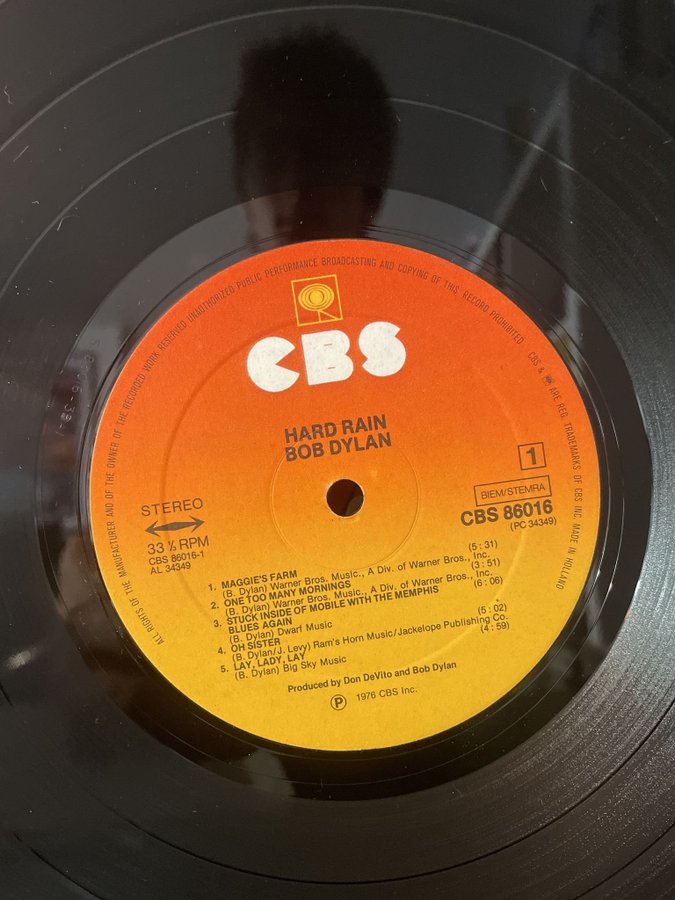 ALL RIGHTS OF THE MANUFACTURER AND OF THE OWNER OF THE RECORDED WORK RESERVED UNAUTHORIZED PUBLIC PERFORMANCE BROADCASTING AND COPYING OF THIS RECORD PROHIBITED CBS & ARE REG. TRADEMARKS OF CBS INC. MADE IN HOLLAND
CBS
HARD RAIN
BOB DYLAN
1
STEREO
33 ⅓ RPM
CBS 86016-1
AL 34349
BIEM/STEMRA
CBS 86016
(PC 34349)
1. MAGGIE'S FARM (5:31)
(B. Dylan) Warner Bros. Music., A Div. of Warner Bros., Inc.
2. ONE TOO MANY MORNINGS (3:51)
(B. Dylan) Warner Bros. Music., A Div. of Warner Bros., Inc.
3. STUCK INSIDE OF MOBILE WITH THE MEMPHIS (6:06)
BLUES AGAIN
(B. Dylan) Dwarf Music
4. OH SISTER (5:02)
(B. Dylan/J. Levy) Ram's Horn Music/Jackelope Publishing Co.
5. LAY, LADY, LAY (4:59)
(B. Dylan) Big Sky Music
Produced by Don DeVito and Bob Dylan
Ⓟ 1976 CBS Inc.